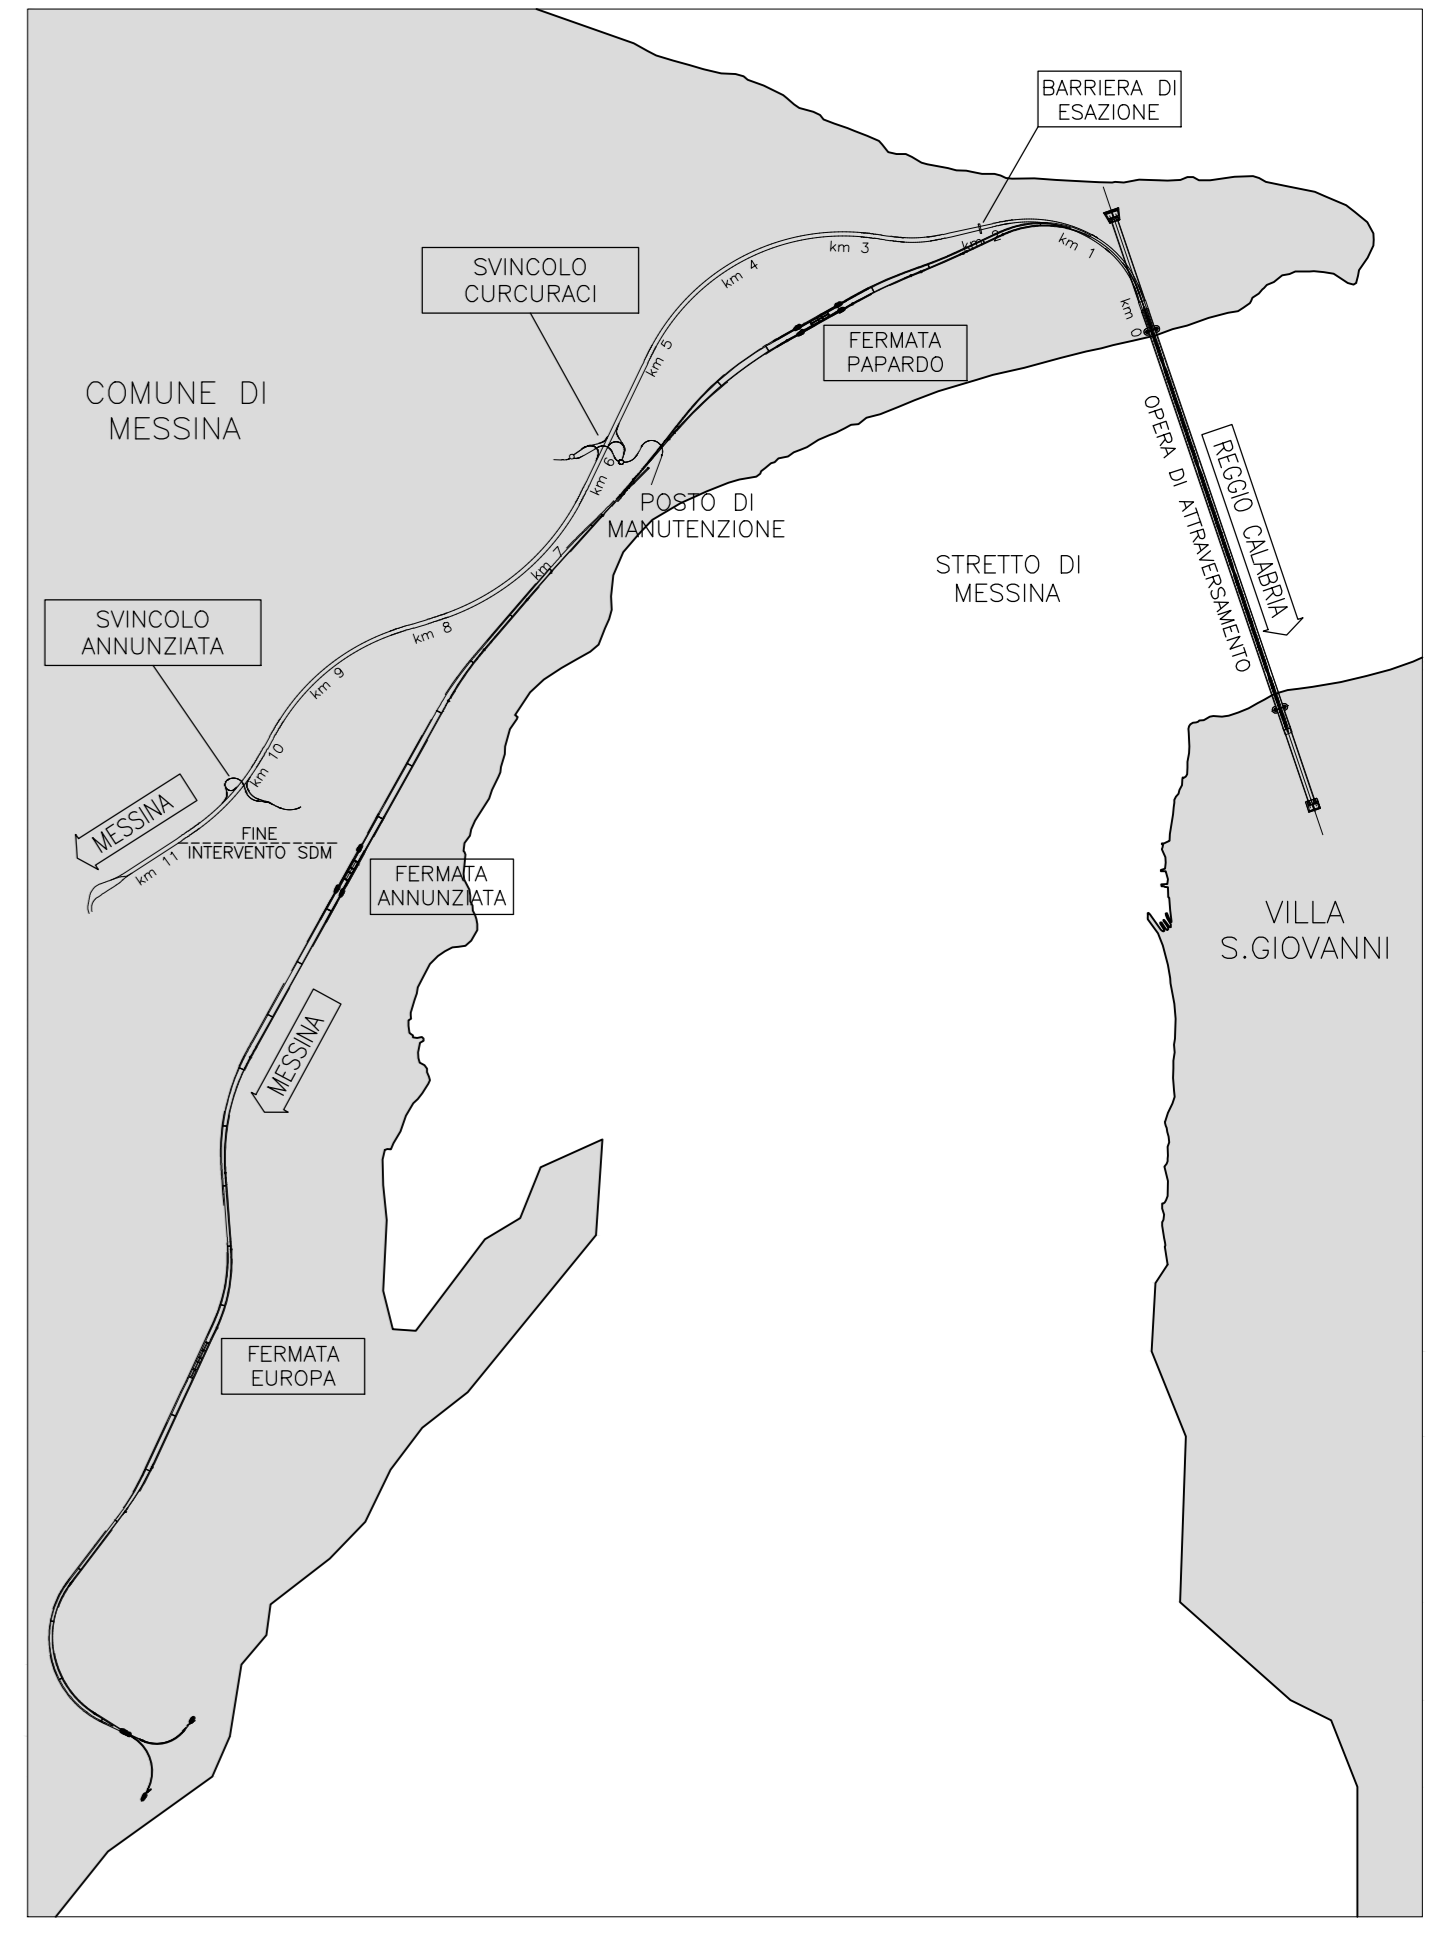 BARRIERA DI
ESAZIONE
SVINCOLO
CURCURACI
km 0
km 1
km 2
km 3
km 4
km 5
km 6
km 7
km 8
km 9
km 10
km 11
FERMATA
PAPARDO
COMUNE DI
MESSINA
OPERA DI ATTRAVERSAMENTO
REGGIO CALABRIA
POSTO DI
MANUTENZIONE
STRETTO DI
MESSINA
SVINCOLO
ANNUNZIATA
MESSINA
FINE
INTERVENTO SDM
FERMATA
ANNUNZIATA
VILLA
S.GIOVANNI
MESSINA
FERMATA
EUROPA